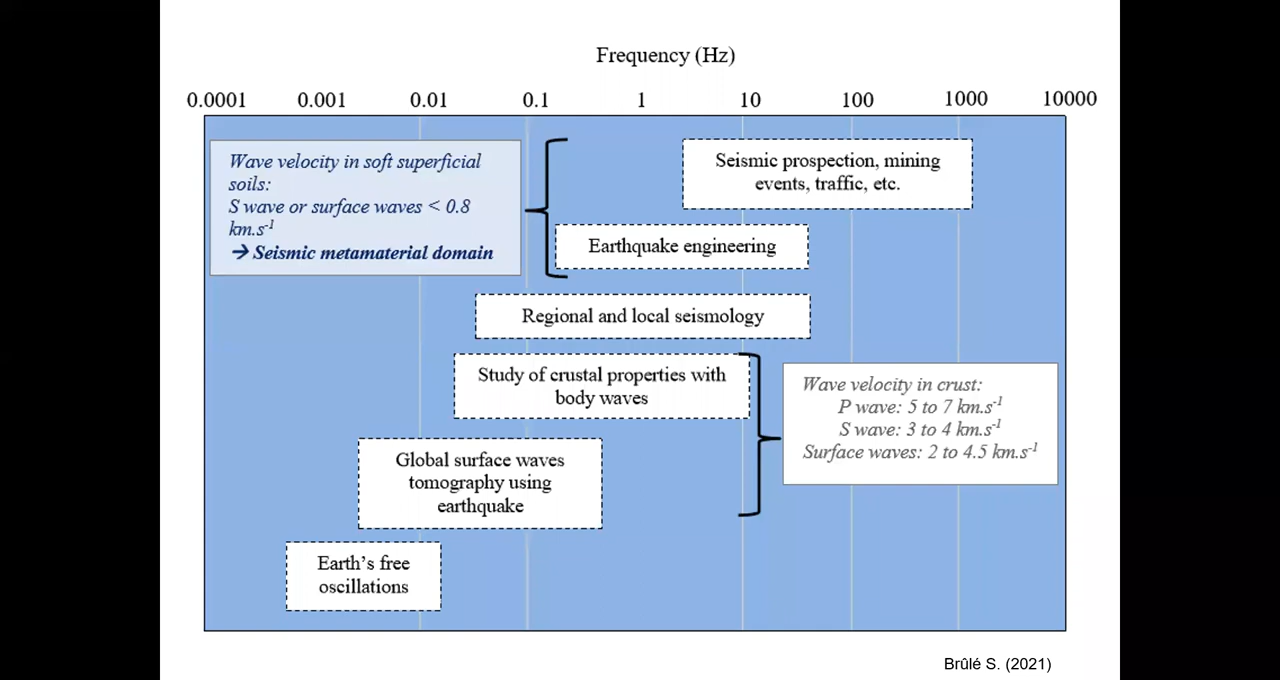 Frequency (Hz)
0.0001 0.001 0.01 0.1 1 10 100 1000 10000
Wave velocity in soft superficial
soils:
S wave or surface waves < 0.8
km.s⁻¹
→ Seismic metamaterial domain
Seismic prospection, mining
events, traffic, etc.
Earthquake engineering
Regional and local seismology
Study of crustal properties with
body waves
Wave velocity in crust:
P wave: 5 to 7 km.s⁻¹
S wave: 3 to 4 km.s⁻¹
Surface waves: 2 to 4.5 km.s⁻¹
Global surface waves
tomography using
earthquake
Earth’s free
oscillations
Brûlé S. (2021)